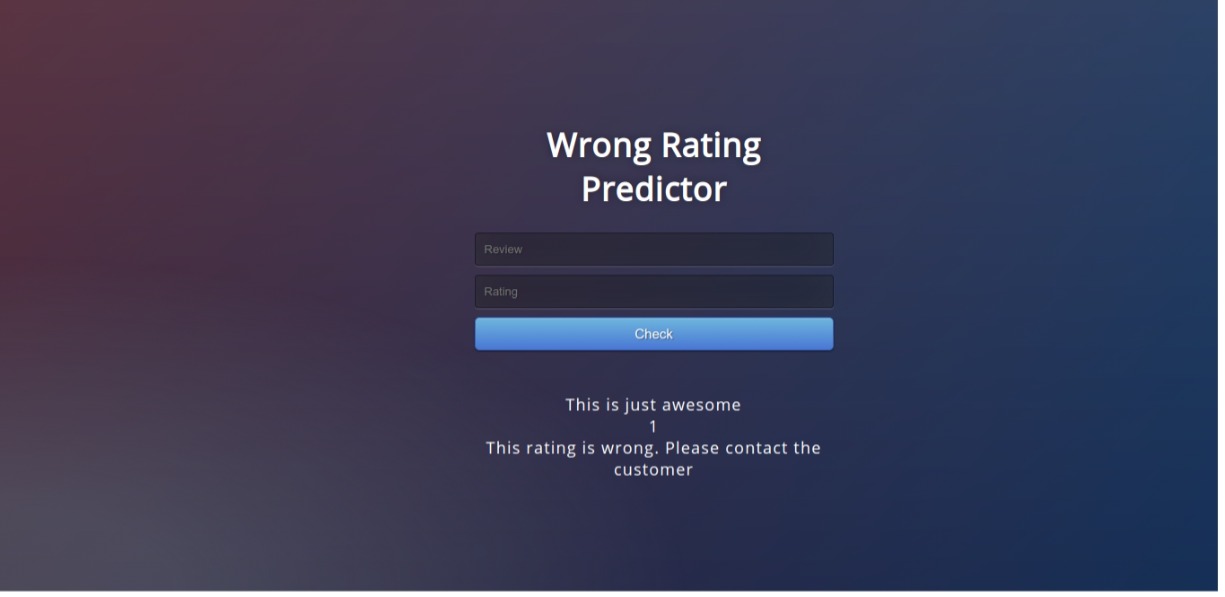 Wrong Rating
Predictor
Review
Rating
Check
This is just awesome
1
This rating is wrong. Please contact the
customer